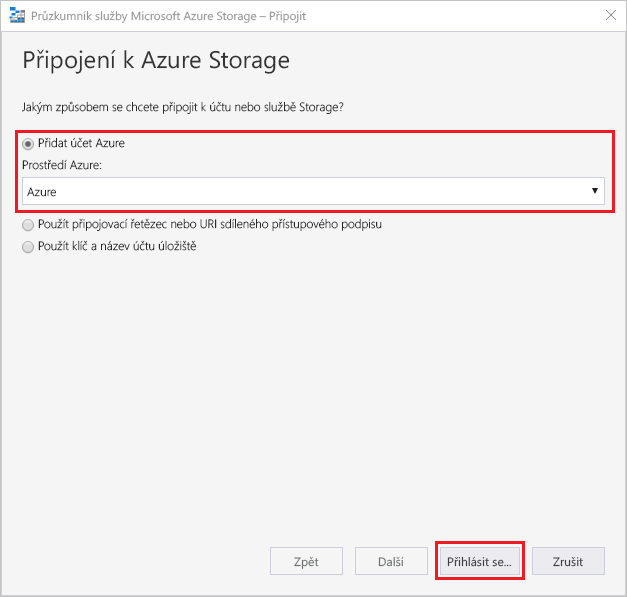 Průzkumník služby Microsoft Azure Storage – Připojit
Připojení k Azure Storage
Jakým způsobem se chcete připojit k účtu nebo službě Storage?
Přidat účet Azure
Prostředí Azure:
Azure
Použít připojovací řetězec nebo URI sdíleného přístupového podpisu
Použít klíč a název účtu úložiště
Zpět Další Přihlásit se... Zrušit